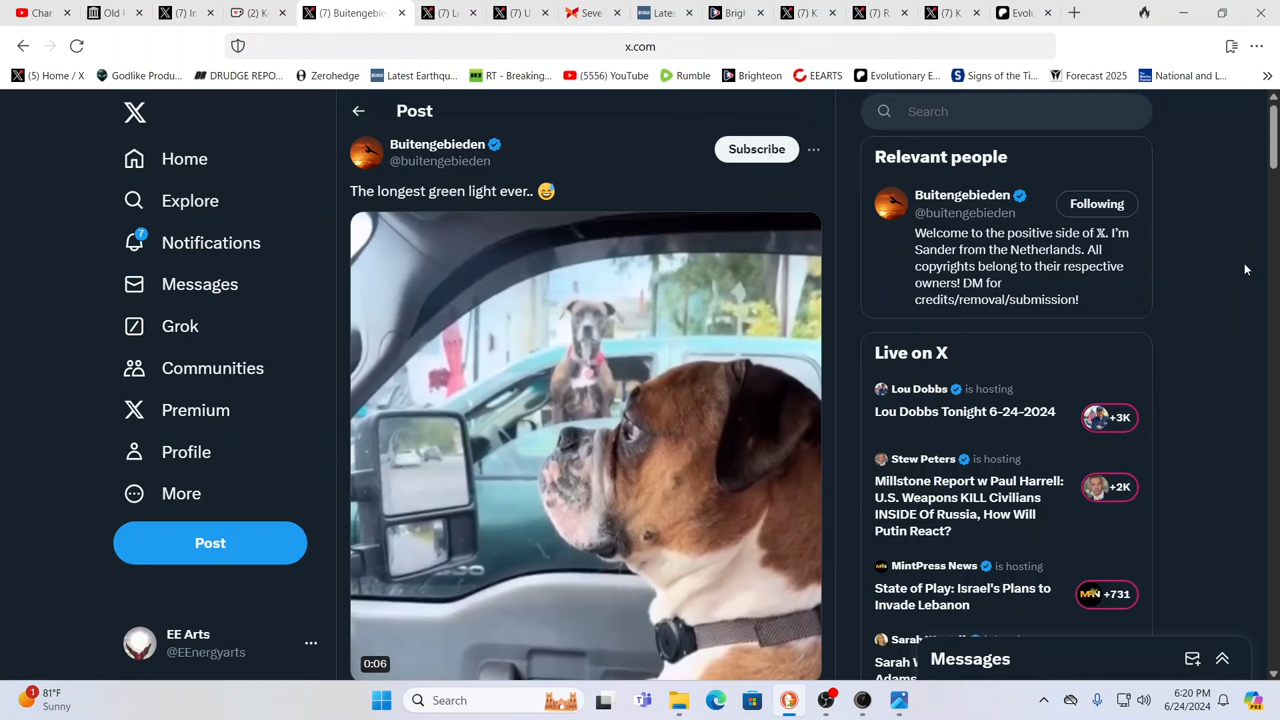 (7) Buitengebie
Char
Old I
(7) In
(2) K
(7)
(7) U
Seve
Lates
Brigh
(7) K
(7) K
(7) K
Evolu
x.com
(5) Home / X
Godlike Produ...
DRUDGE REPO...
Zerohedge
Latest Earthqu...
RT - Breaking...
(5556) YouTube
Rumble
Brighteon
EEARTS
Evolutionary E...
Signs of the Ti...
Forecast 2025
National and L...
Home
Explore
7
Notifications
Messages
Grok
Communities
Premium
Profile
More
Post
EE Arts
@EEnergyarts
Post
Buitengebieden
@buitengebieden
Subscribe
The longest green light ever.. 😅
0:06
Search
Relevant people
Buitengebieden
@buitengebieden
Following
Welcome to the positive side of 𝕏. I'm
Sander from the Netherlands. All
copyrights belong to their respective
owners! DM for
credits/removal/submission!
Live on X
Lou Dobbs is hosting
Lou Dobbs Tonight 6-24-2024
+3K
Stew Peters is hosting
Millstone Report w Paul Harrell:
U.S. Weapons KILL Civilians
INSIDE Of Russia, How Will
Putin React?
+2K
MintPress News is hosting
State of Play: Israel's Plans to
Invade Lebanon
+731
Sarah W
Adams
Messages
1
81°F
Sunny
Search
6:20 PM
6/24/2024